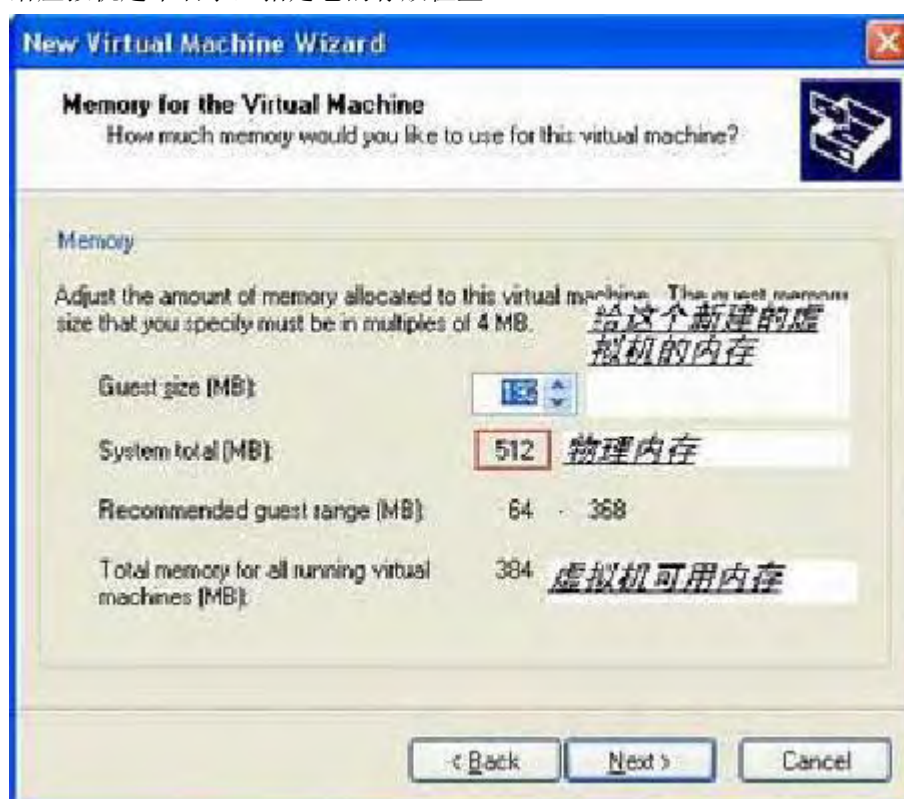 New Virtual Machine Wizard
Memory for the Virtual Machine
How much memory would you like to use for this virtual machine?
Memory
Adjust the amount of memory allocated to this virtual machine. The guest memory
size that you specify must be in multiples of 4 MB.
给这个新建的虚
拟机的内存
Guest size (MB):
System total (MB): 512 物理内存
Recommended guest range (MB): 64 - 368
Total memory for all running virtual
machines (MB): 384 虚拟机可用内存
< Back Next > Cancel